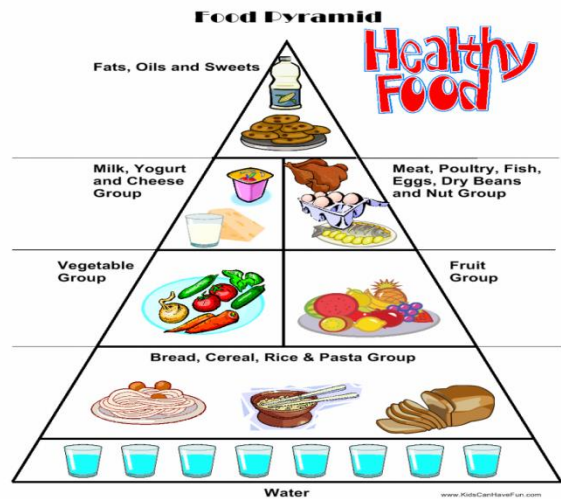 Food Pyramid
Healthy
Food
Fats, Oils and Sweets
Milk, Yogurt
and Cheese
Group
Meat, Poultry, Fish,
Eggs, Dry Beans
and Nut Group
Vegetable
Group
Fruit
Group
Bread, Cereal, Rice & Pasta Group
Water
www.KidsCanHaveFun.com